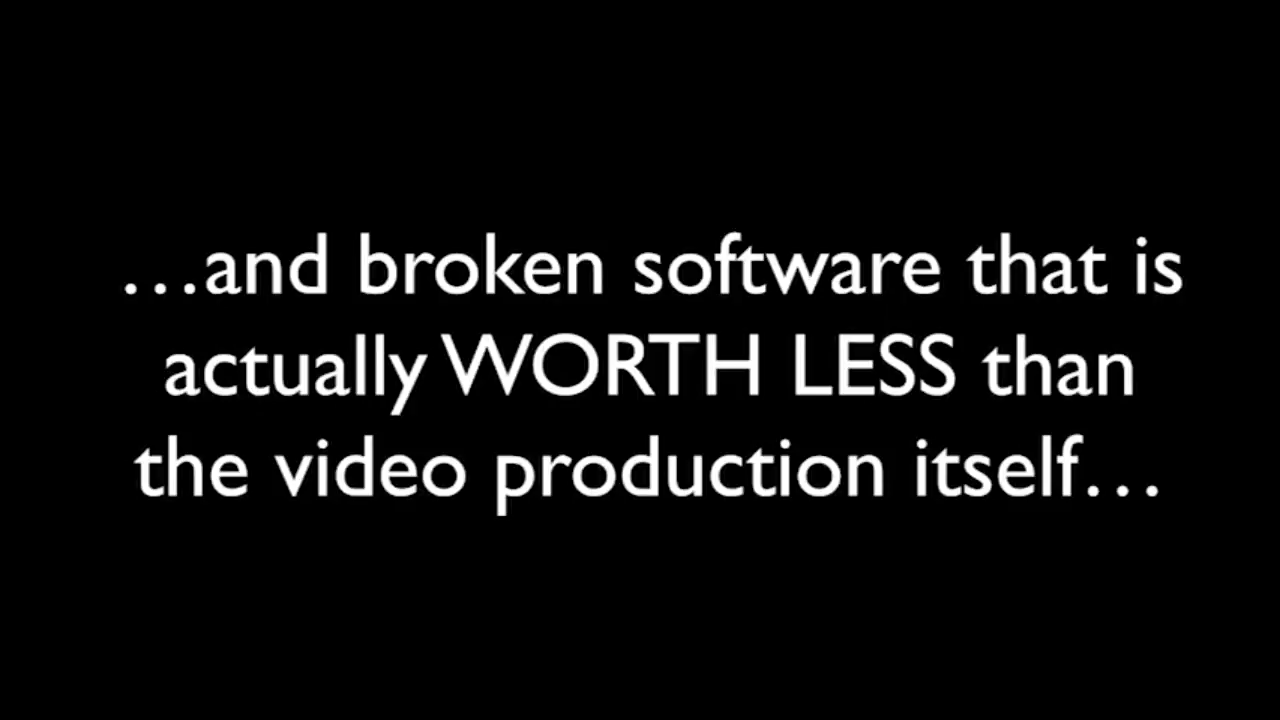 …and broken software that is
actually WORTH LESS than
the video production itself…